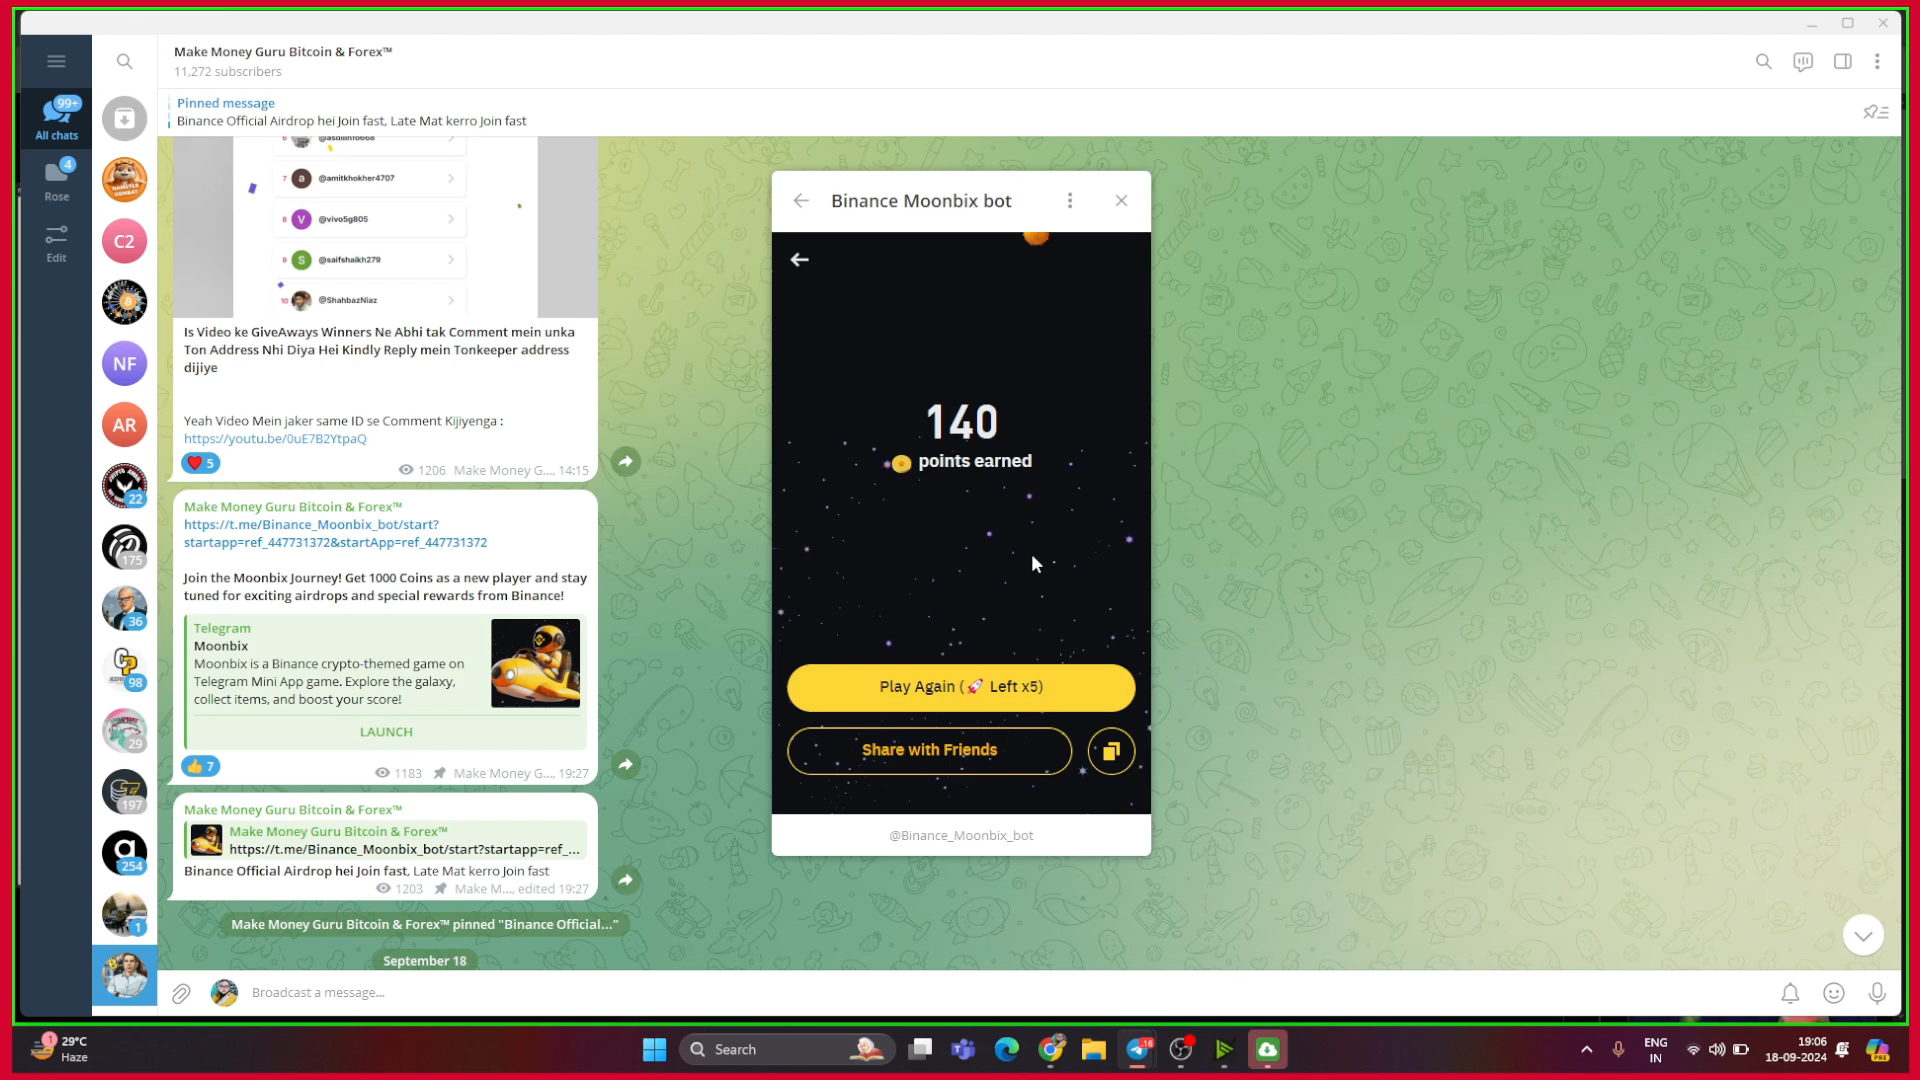 Make Money Guru Bitcoin & Forex™
11,272 subscribers
Pinned message
Binance Official Airdrop hei Join fast, Late Mat kerro Join fast
99+
All chats
4
Rose
Edit
HAMSTER KOMBAT
C2
NF
AR
22
175
36
98
29
197
254
1
7 a @amitkhokher4707
8 V @vivo5g805
9 S @saifshaikh279
10 @ShahbazNiaz
Is Video ke GiveAways Winners Ne Abhi tak Comment mein unka
Ton Address Nhi Diya Hei Kindly Reply mein Tonkeeper address
dijiye
Yeah Video Mein jaker same ID se Comment Kijiyenga :
https://youtu.be/0uE7B2YtpaQ
5
1206 Make Money G..., 14:15
Make Money Guru Bitcoin & Forex™
https://t.me/Binance_Moonbix_bot/start?
startapp=ref_447731372&startApp=ref_447731372
Join the Moonbix Journey! Get 1000 Coins as a new player and stay
tuned for exciting airdrops and special rewards from Binance!
Telegram
Moonbix
Moonbix is a Binance crypto-themed game on
Telegram Mini App game. Explore the galaxy,
collect items, and boost your score!
LAUNCH
7
1183 Make Money G..., 19:27
Make Money Guru Bitcoin & Forex™
Make Money Guru Bitcoin & Forex™
https://t.me/Binance_Moonbix_bot/start?startapp=ref_...
Binance Official Airdrop hei Join fast, Late Mat kerro Join fast
1203 Make M..., edited 19:27
Make Money Guru Bitcoin & Forex™ pinned "Binance Official..."
September 18
Broadcast a message...
Binance Moonbix bot
140
points earned
Play Again (🚀 Left x5)
Share with Friends
@Binance_Moonbix_bot
1
29°C
Haze
Search
16
ENG
IN
19:06
18-09-2024
PRE